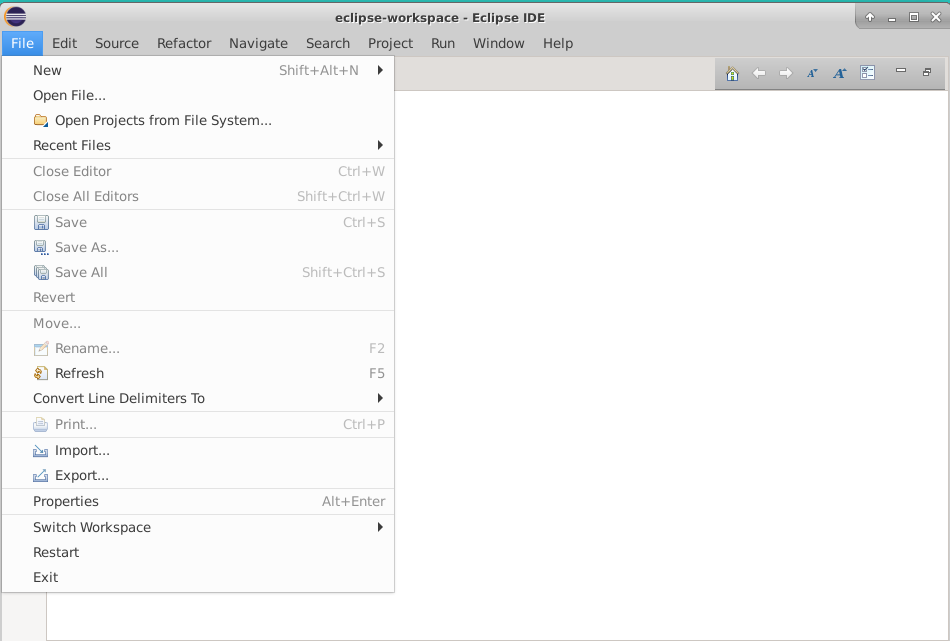 eclipse-workspace - Eclipse IDE
File Edit Source Refactor Navigate Search Project Run Window Help
New Shift+Alt+N
Open File...
Open Projects from File System...
Recent Files
Close Editor Ctrl+W
Close All Editors Shift+Ctrl+W
Save Ctrl+S
Save As...
Save All Shift+Ctrl+S
Revert
Move...
Rename... F2
Refresh F5
Convert Line Delimiters To
Print... Ctrl+P
Import...
Export...
Properties Alt+Enter
Switch Workspace
Restart
Exit